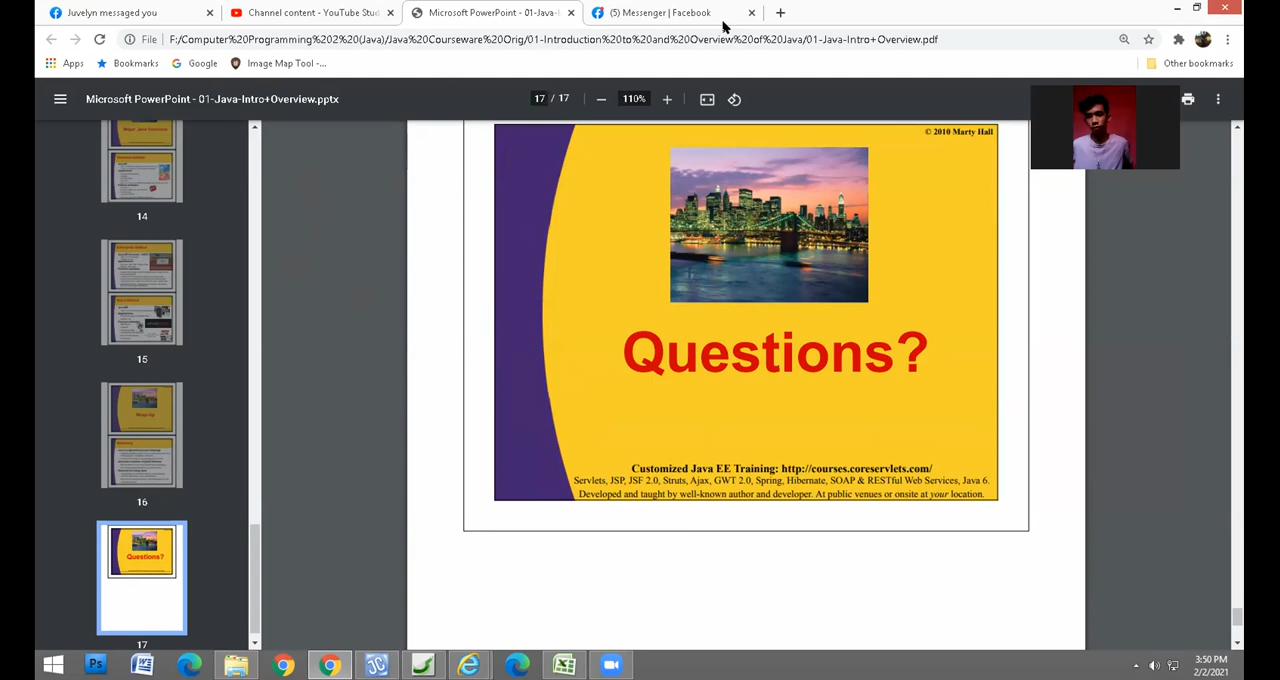 Juvelyn messaged you
Channel content - YouTube Stud
Microsoft PowerPoint - 01-Java-I
(5) Messenger | Facebook
File
F:/Computer%20Programming%202%20(Java)/Java%20Courseware%20Orig/01-Introduction%20to%20and%20Overview%20of%20Java/01-Java-Intro+Overview.pdf
Apps
Bookmarks
Google
Image Map Tool -...
Other bookmarks
Microsoft PowerPoint - 01-Java-Intro+Overview.pptx
17 / 17
110%
14
15
16
Questions?
17
© 2010 Marty Hall
Questions?
Customized Java EE Training: http://courses.coreservlets.com/
Servlets, JSP, JSF 2.0, Struts, Ajax, GWT 2.0, Spring, Hibernate, SOAP & RESTful Web Services, Java 6.
Developed and taught by well-known author and developer. At public venues or onsite at your location.
3:50 PM
2/2/2021